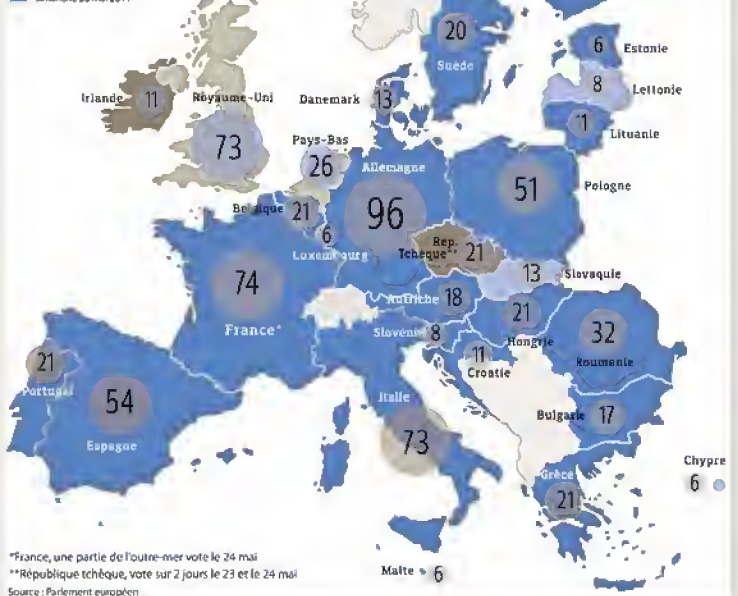 20
Suède
6
Estonie
8
Lettonie
11
Lituanie
Irlande
11
Royaume-Uni
73
Danemark
13
Pays-Bas
26
Allemagne
96
51
Pologne
Belgique
21
6
Luxembourg
Rép.
Tchèque**
21
13
Slovaquie
74
France*
Autriche
18
21
Hongrie
Slovénie
8
11
Croatie
32
Roumanie
21
Portugal
54
Espagne
Italie
73
Bulgarie
17
Chypre
6
Grèce
21
Malte
6
*France, une partie de l'outre-mer vote le 24 mai
**République tchèque, vote sur 2 jours le 23 et le 24 mai
Source : Parlement européen